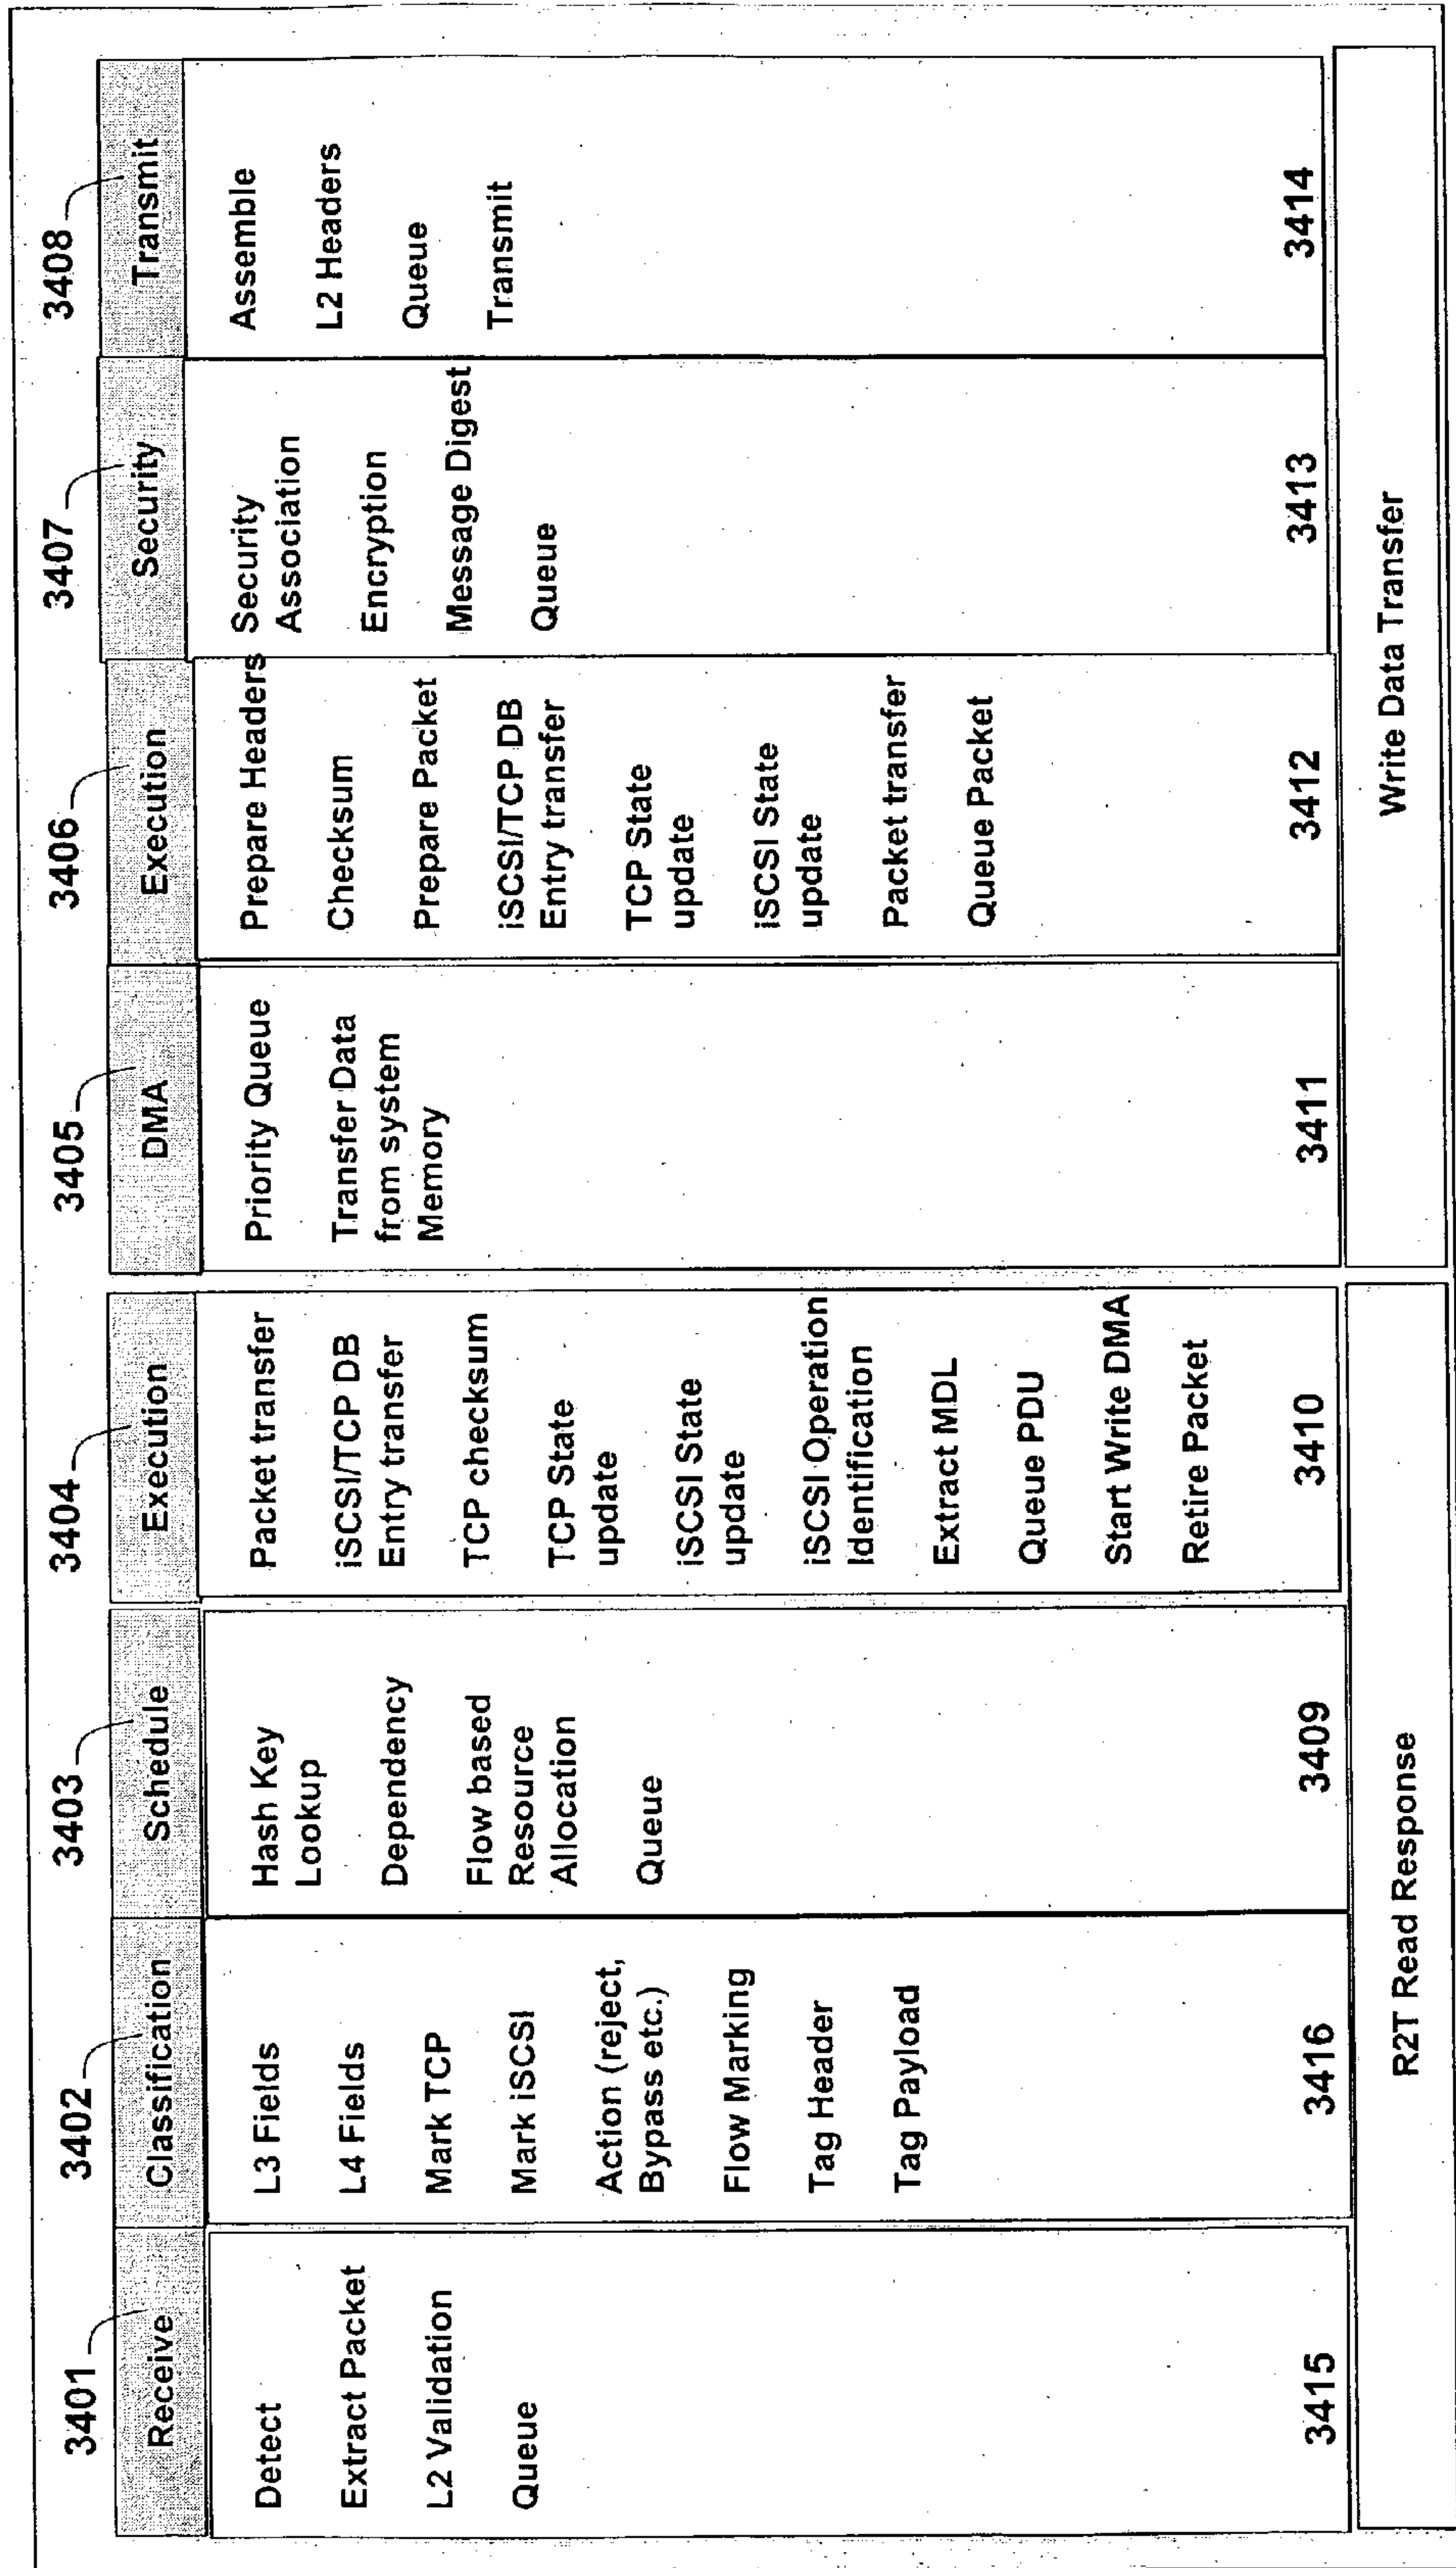 3401
Receive
Detect
Extract Packet
L2 Validation
Queue
3415
3402
Classification
L3 Fields
L4 Fields
Mark TCP
Mark iSCSI
Action (reject,
Bypass etc.)
Flow Marking
Tag Header
Tag Payload
3416
3403
Schedule
Hash Key
Lookup
Dependency
Flow based
Resource
Allocation
Queue
3409
3404
Execution
Packet transfer
iSCSI/TCP DB
Entry transfer
TCP checksum
TCP State
update
iSCSI State
update
iSCSI Operation
Identification
Extract MDL
Queue PDU
Start Write DMA
Retire Packet
3410
R2T Read Response
3405
DMA
Priority Queue
Transfer Data
from system
Memory
3411
3406
Execution
Prepare Headers
Checksum
Prepare Packet
iSCSI/TCP DB
Entry transfer
TCP State
update
iSCSI State
update
Packet transfer
Queue Packet
3412
3407
Security
Security
Association
Encryption
Message Digest
Queue
3413
3408
Transmit
Assemble
L2 Headers
Queue
Transmit
3414
Write Data Transfer